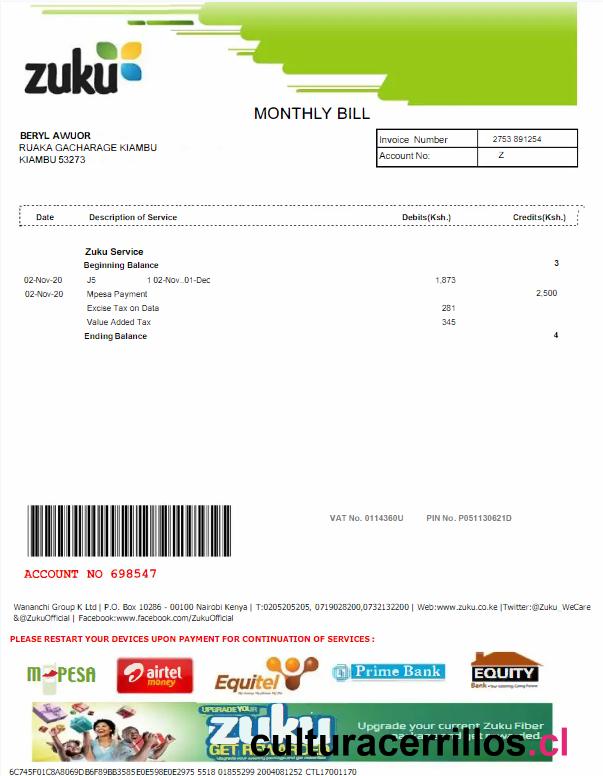 zuku
MONTHLY BILL
BERYL AWUOR
RUAKA GACHARAGE KIAMBU
KIAMBU 53273
Invoice Number 2753 891254
Account No: Z
Date Description of Service Debits(Ksh.) Credits(Ksh.)
Zuku Service
Beginning Balance 3
02-Nov-20 J5 1 02-Nov..01-Dec 1,873
02-Nov-20 Mpesa Payment 2,500
Excise Tax on Data 281
Value Added Tax 345
Ending Balance 4
VAT No. 0114360U PIN No. P051130621D
ACCOUNT NO 698547
Wananchi Group K Ltd | P.O. Box 10286 - 00100 Nairobi Kenya | T:0205205205, 0719028200,0732132200 | Web:www.zuku.co.ke |Twitter:@Zuku_WeCare
&@ZukuOfficial | Facebook:www.facebook.com/ZukuOfficial
PLEASE RESTART YOUR DEVICES UPON PAYMENT FOR CONTINUATION OF SERVICES :
M-PESA airtel money Equitel Prime Bank EQUITY Bank
UPGRADE YOUR
zuku
GET REWARDED
Upgrade your current Zuku Fiber
culturacerrillos.cl
6C745F01C8A8069DB6F89BB3585E0E598E0E2975 5518 01855299 2004081252 CTL17001170